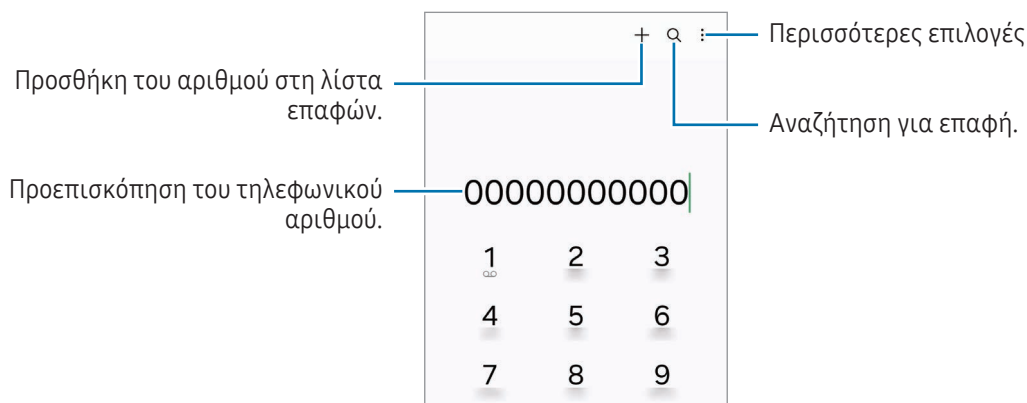 Περισσότερες επιλογές
Προσθήκη του αριθμού στη λίστα
επαφών.
Αναζήτηση για επαφή.
Προεπισκόπηση του τηλεφωνικού
αριθμού.
00000000000
1 2 3
4 5 6
7 8 9